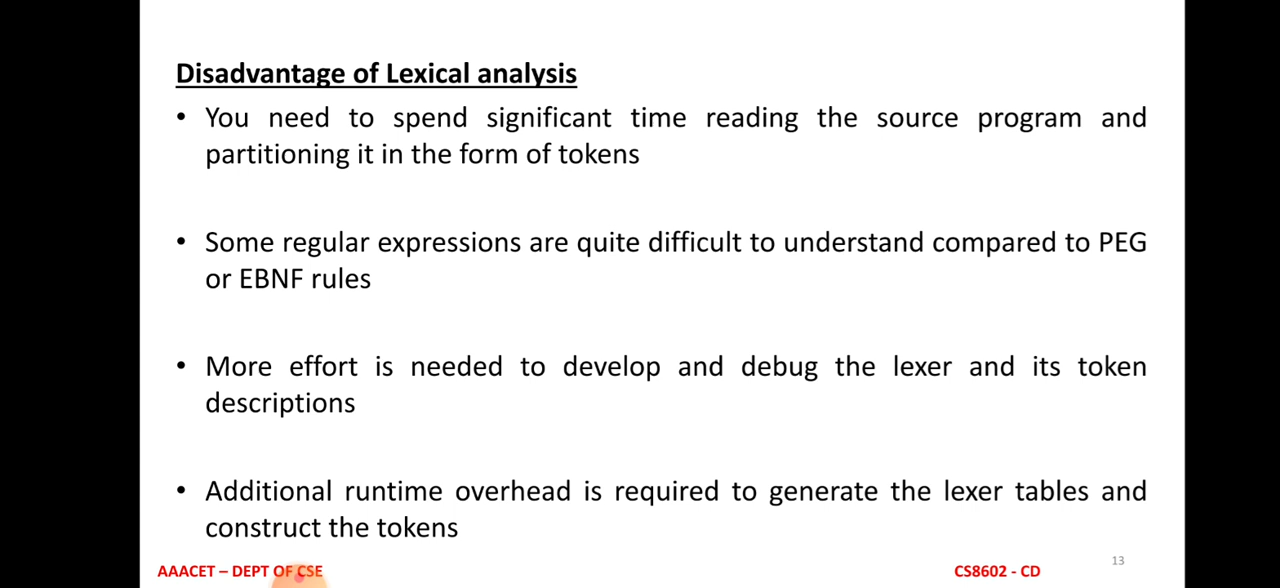 Disadvantage of Lexical analysis
• You need to spend significant time reading the source program and
partitioning it in the form of tokens
• Some regular expressions are quite difficult to understand compared to PEG
or EBNF rules
• More effort is needed to develop and debug the lexer and its token
descriptions
• Additional runtime overhead is required to generate the lexer tables and
construct the tokens
AAACET – DEPT OF CSE
CS8602 - CD
13